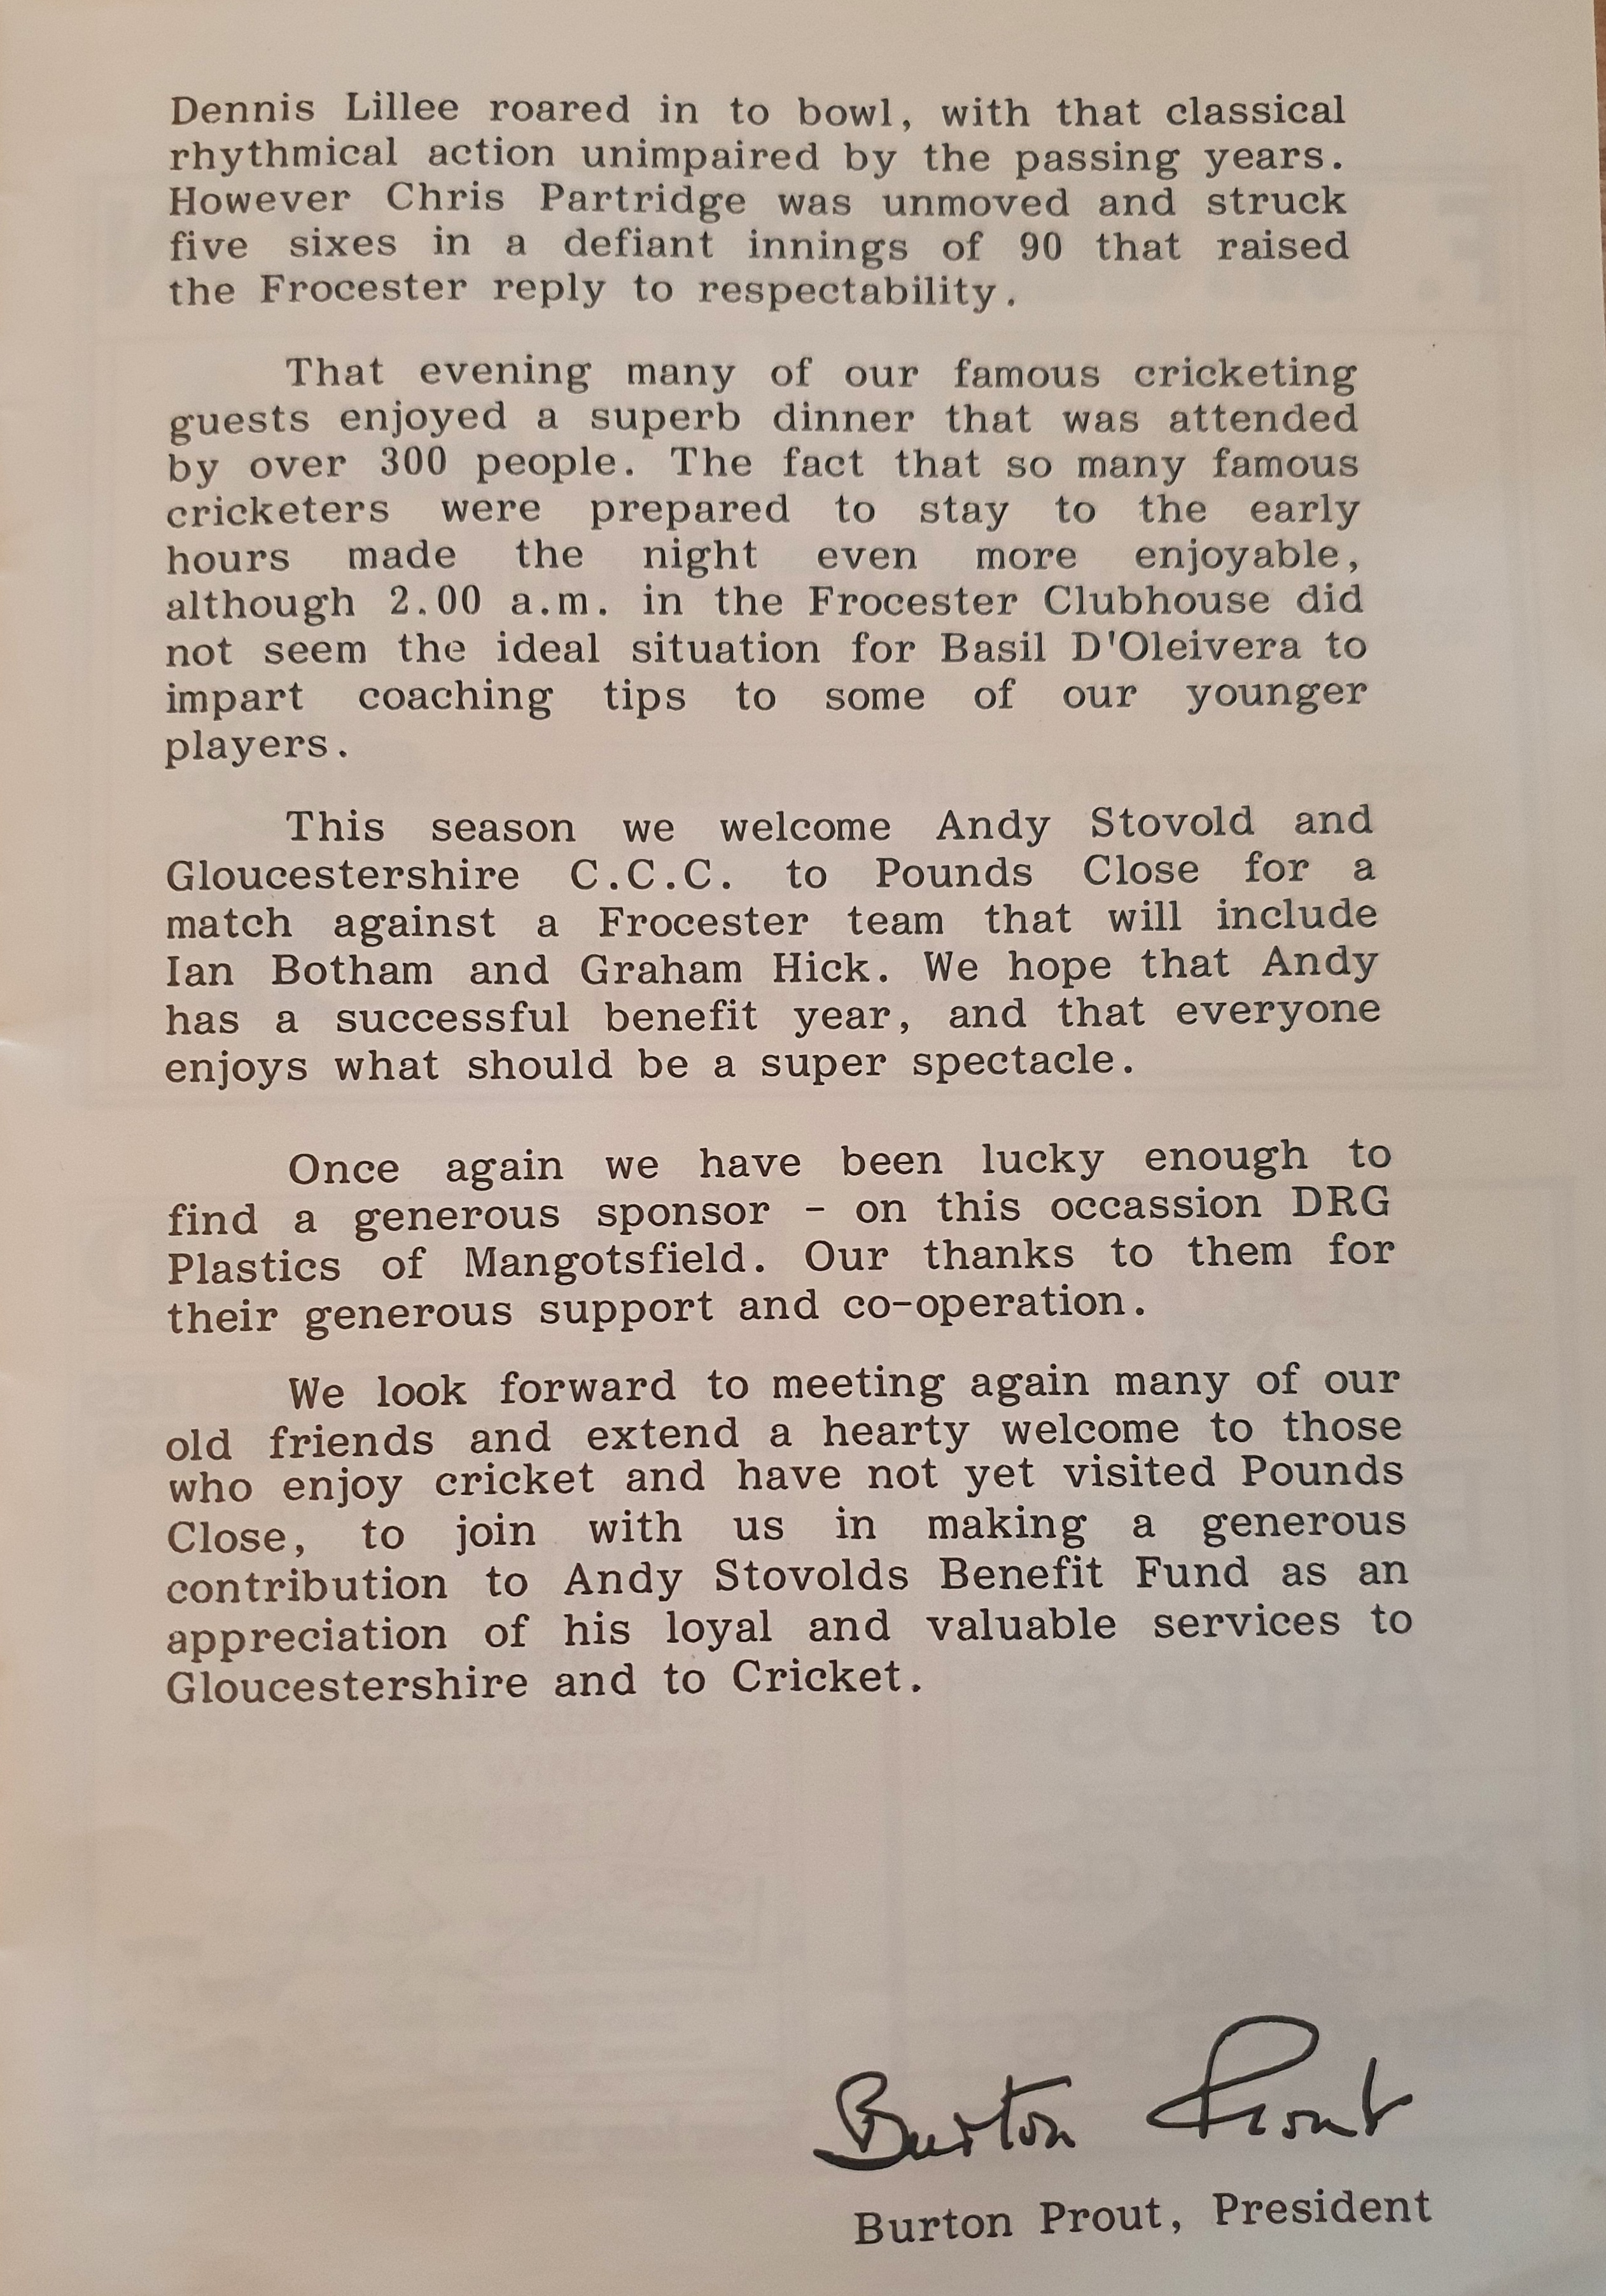 Dennis Lillee roared in to bowl, with that classical
rhythmical action unimpaired by the passing years.
However Chris Partridge was unmoved and struck
five sixes in a defiant innings of 90 that raised
the Frocester reply to respectability.
That evening many of our famous cricketing
guests enjoyed a superb dinner that was attended
by over 300 people. The fact that so many famous
cricketers were prepared to stay to the early
hours made the night even more enjoyable,
although 2.00 a.m. in the Frocester Clubhouse did
not seem the ideal situation for Basil D'Oleivera to
impart coaching tips to some of our younger
players.
This season we welcome Andy Stovold and
Gloucestershire C.C.C. to Pounds Close for a
match against a Frocester team that will include
Ian Botham and Graham Hick. We hope that Andy
has a successful benefit year, and that everyone
enjoys what should be a super spectacle.
Once again we have been lucky enough to
find a generous sponsor - on this occassion DRG
Plastics of Mangotsfield. Our thanks to them for
their generous support and co-operation.
We look forward to meeting again many of our
old friends and extend a hearty welcome to those
who enjoy cricket and have not yet visited Pounds
Close, to join with us in making a generous
contribution to Andy Stovolds Benefit Fund as an
appreciation of his loyal and valuable services to
Gloucestershire and to Cricket.
Burton Prout
Burton Prout, President